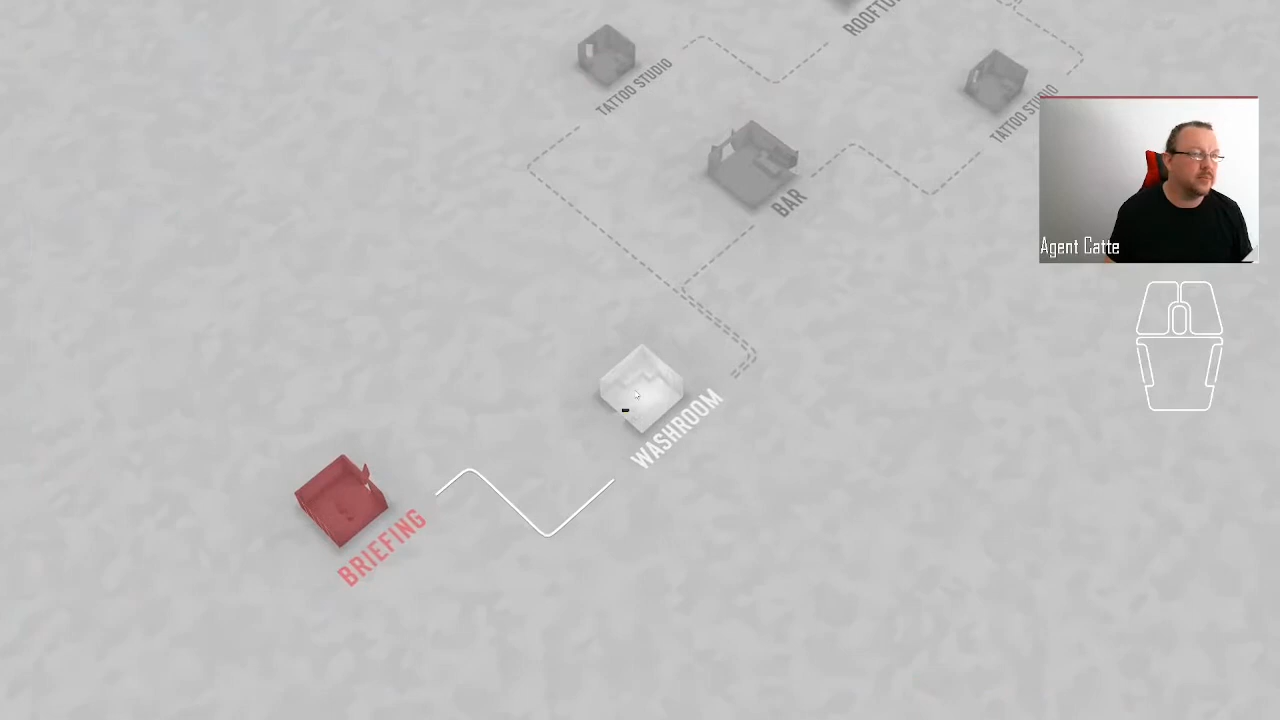 TATTOO STUDIO
TATTOO STUDIO
BAR
Agent Catte
WASHROOM
BRIEFING